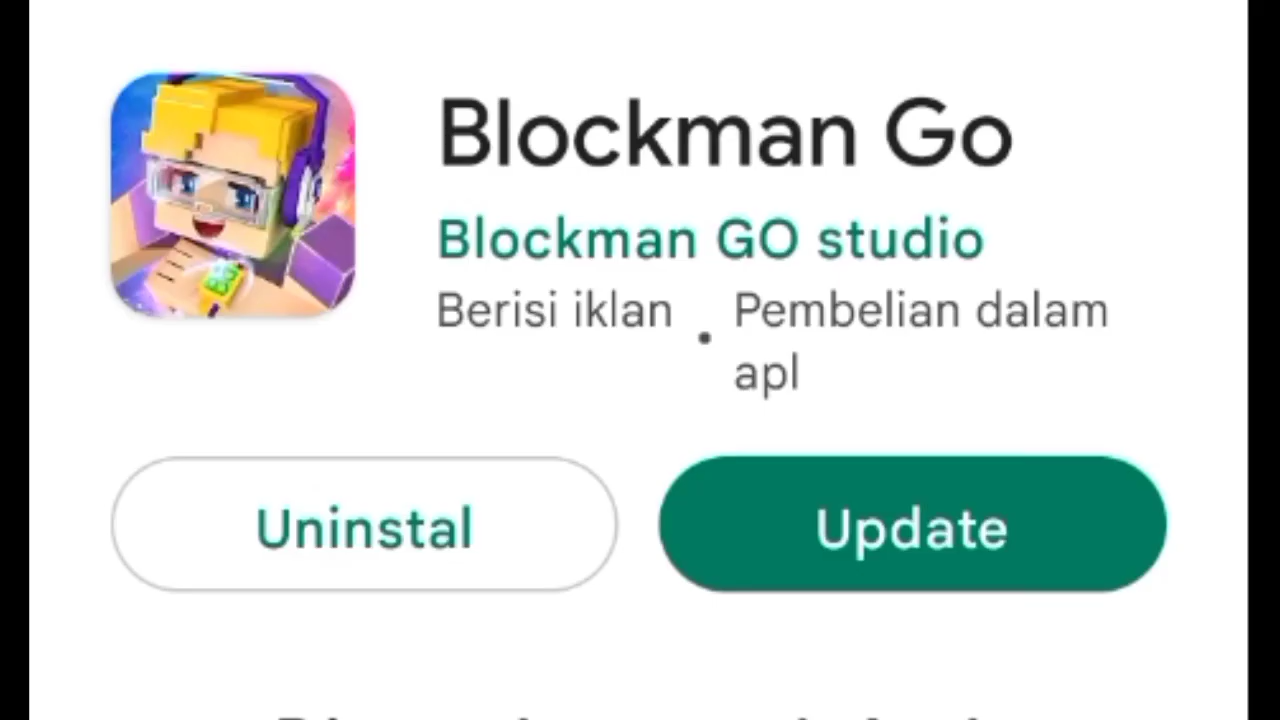 Blockman Go
Blockman GO studio
Berisi iklan • Pembelian dalam
apl
Uninstal
Update